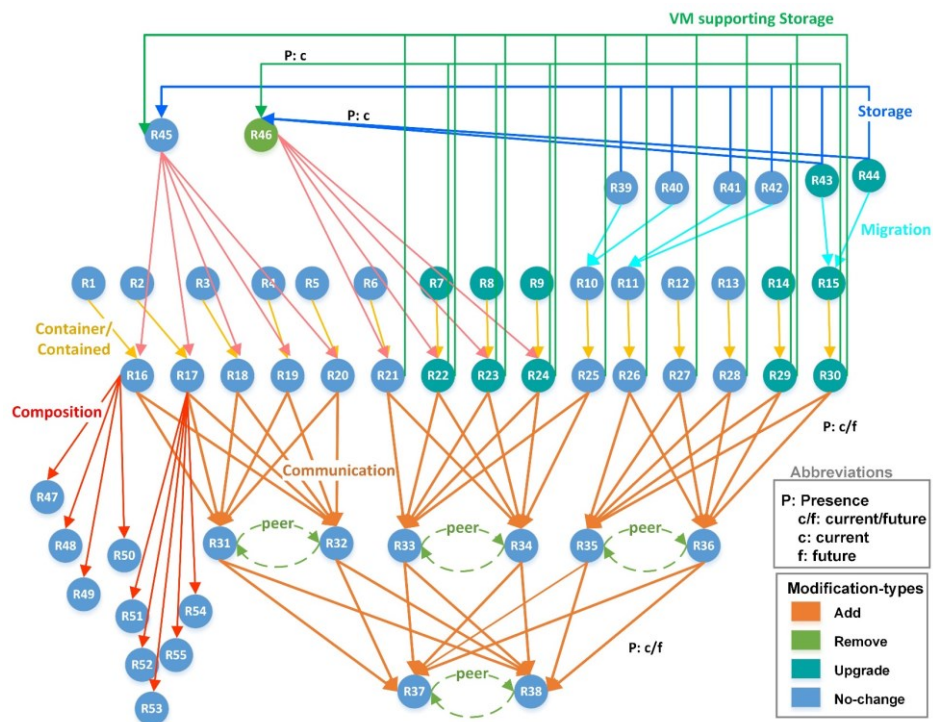 VM supporting Storage
P: c
Storage
P: c
R45
R46
R39
R40
R41
R42
R43
R44
Migration
R1
R2
R3
R4
R5
R6
R7
R8
R9
R10
R11
R12
R13
R14
R15
Container/
Contained
R16
R17
R18
R19
R20
R21
R22
R23
R24
R25
R26
R27
R28
R29
R30
Composition
P: c/f
Communication
Abbreviations
P: Presence
c/f: current/future
c: current
f: future
R47
R48
R49
R50
R31
peer
R32
R33
peer
R34
R35
peer
R36
R51
R52
R53
R54
R55
P: c/f
R37
peer
R38
Modification-types
Add
Remove
Upgrade
No-change